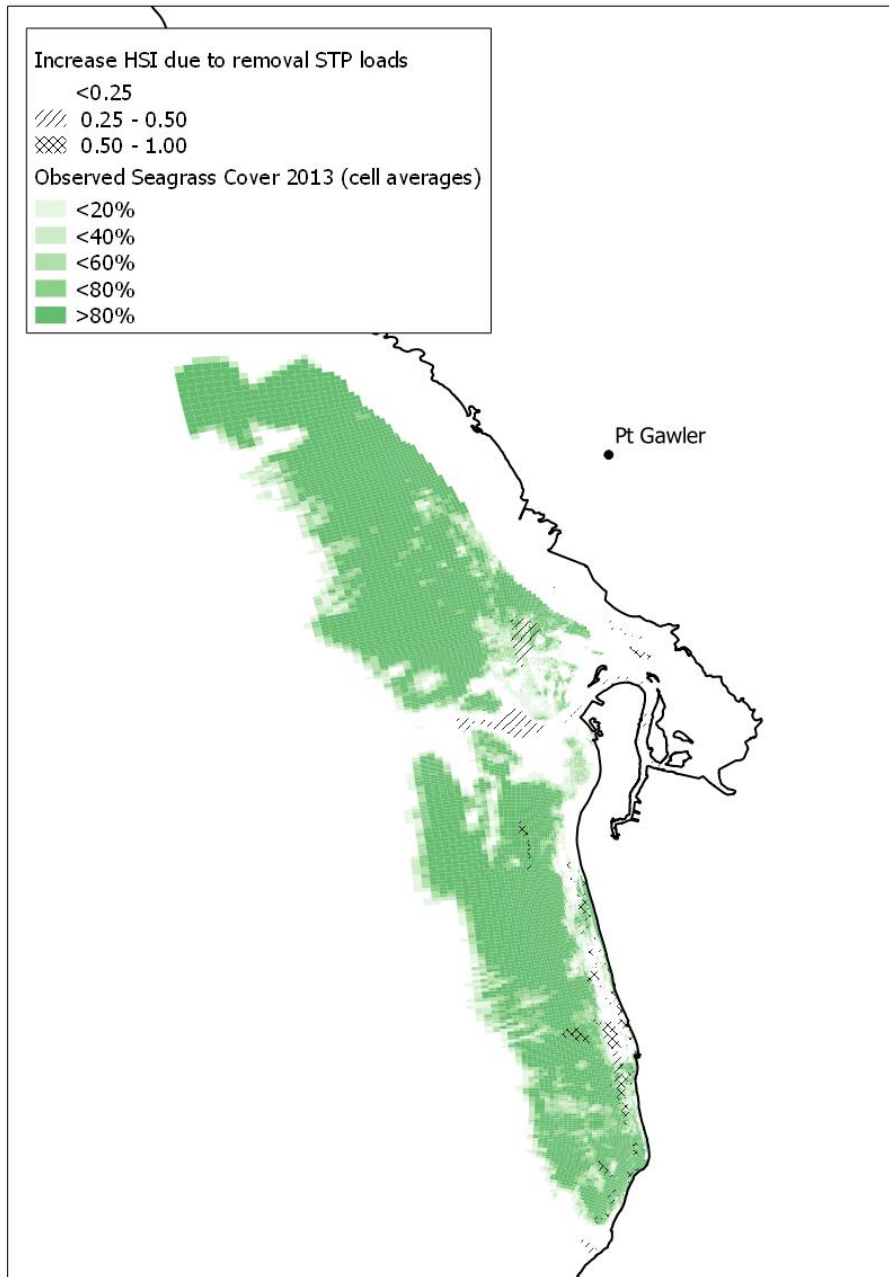 Increase HSI due to removal STP loads
<0.25
0.25 - 0.50
0.50 - 1.00
Observed Seagrass Cover 2013 (cell averages)
<20%
<40%
<60%
<80%
>80%
Pt Gawler